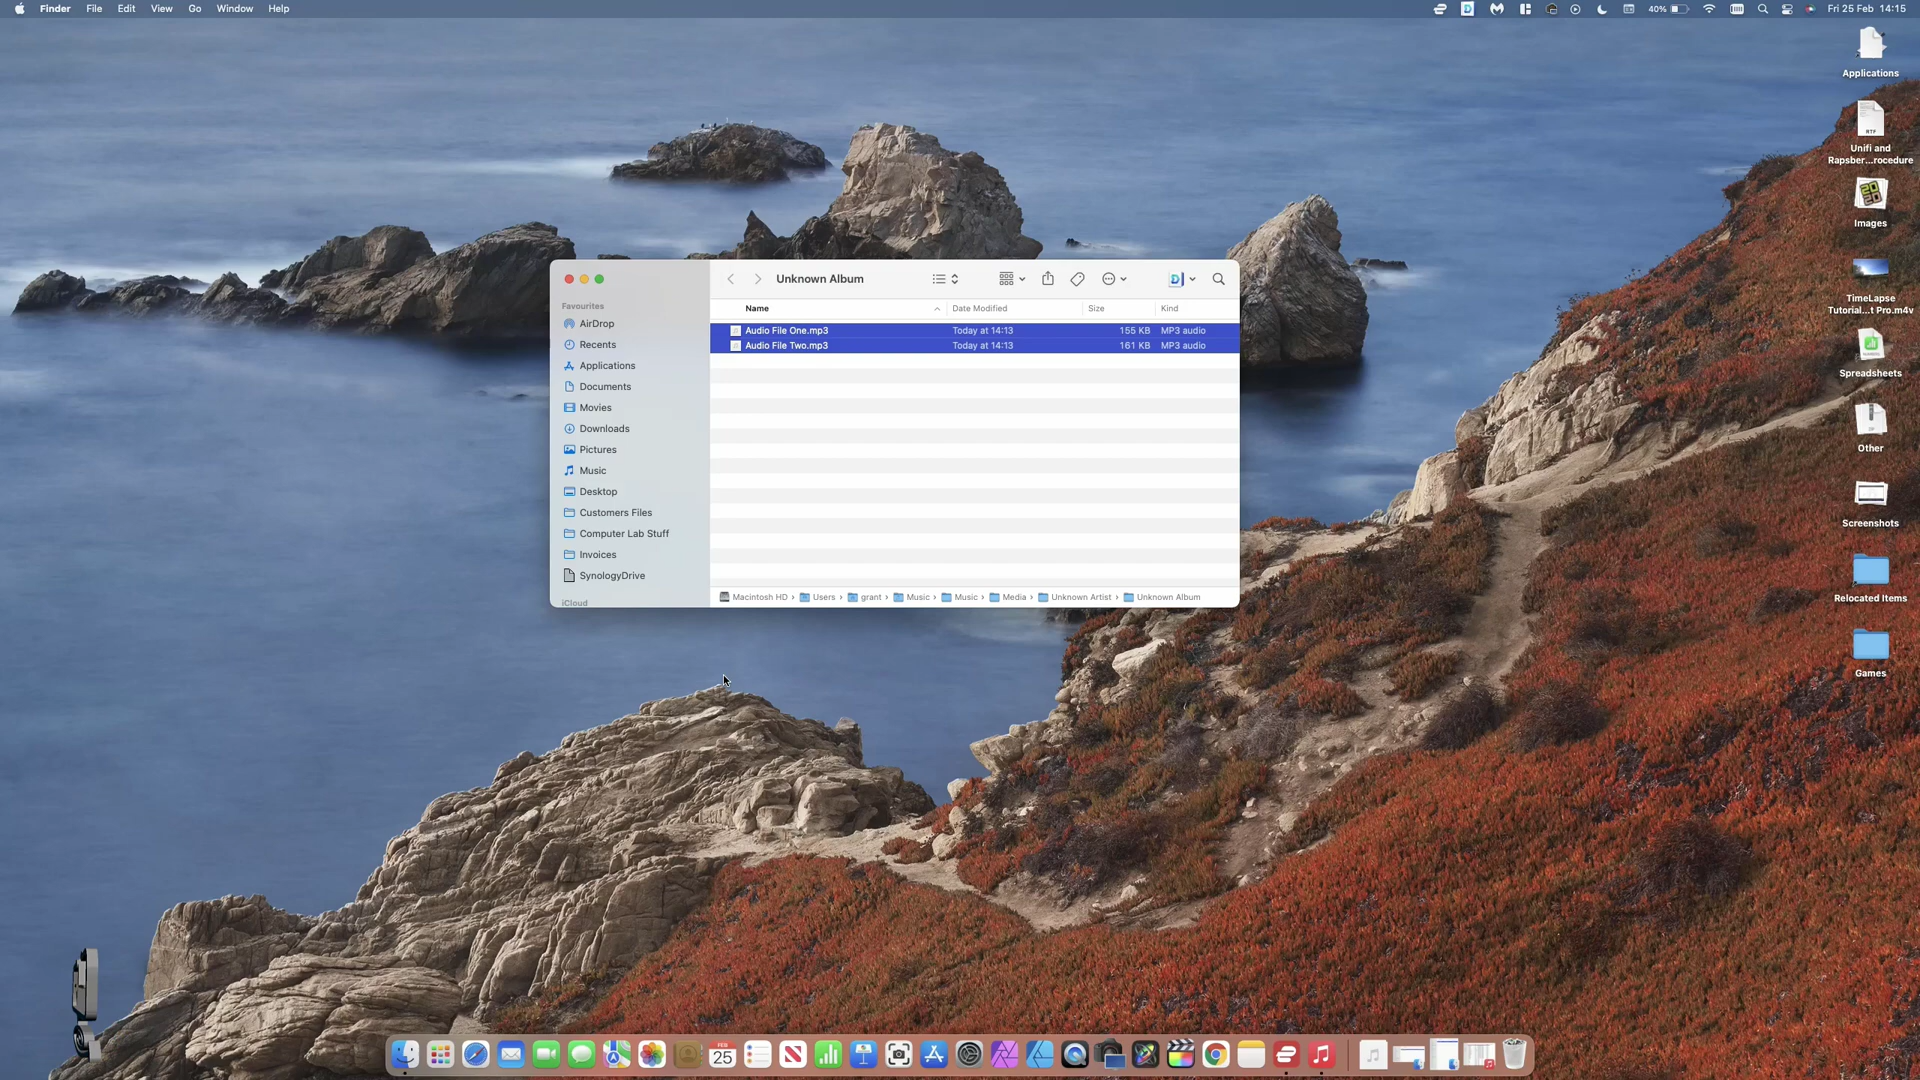 Finder File Edit View Go Window Help
40% Fri 25 Feb 14:15
Applications
RTF
Unifi and
Rapsber...rocedure
2020
Images
TimeLapse
Tutorial...t Pro.m4v
Spreadsheets
Other
Screenshots
Relocated Items
Games
Unknown Album
Favourites
AirDrop
Recents
Applications
Documents
Movies
Downloads
Pictures
Music
Desktop
Customers Files
Computer Lab Stuff
Invoices
SynologyDrive
iCloud
Name Date Modified Size Kind
Audio File One.mp3 Today at 14:13 155 KB MP3 audio
Audio File Two.mp3 Today at 14:13 161 KB MP3 audio
Macintosh HD › Users › grant › Music › Music › Media › Unknown Artist › Unknown Album
FEB
25